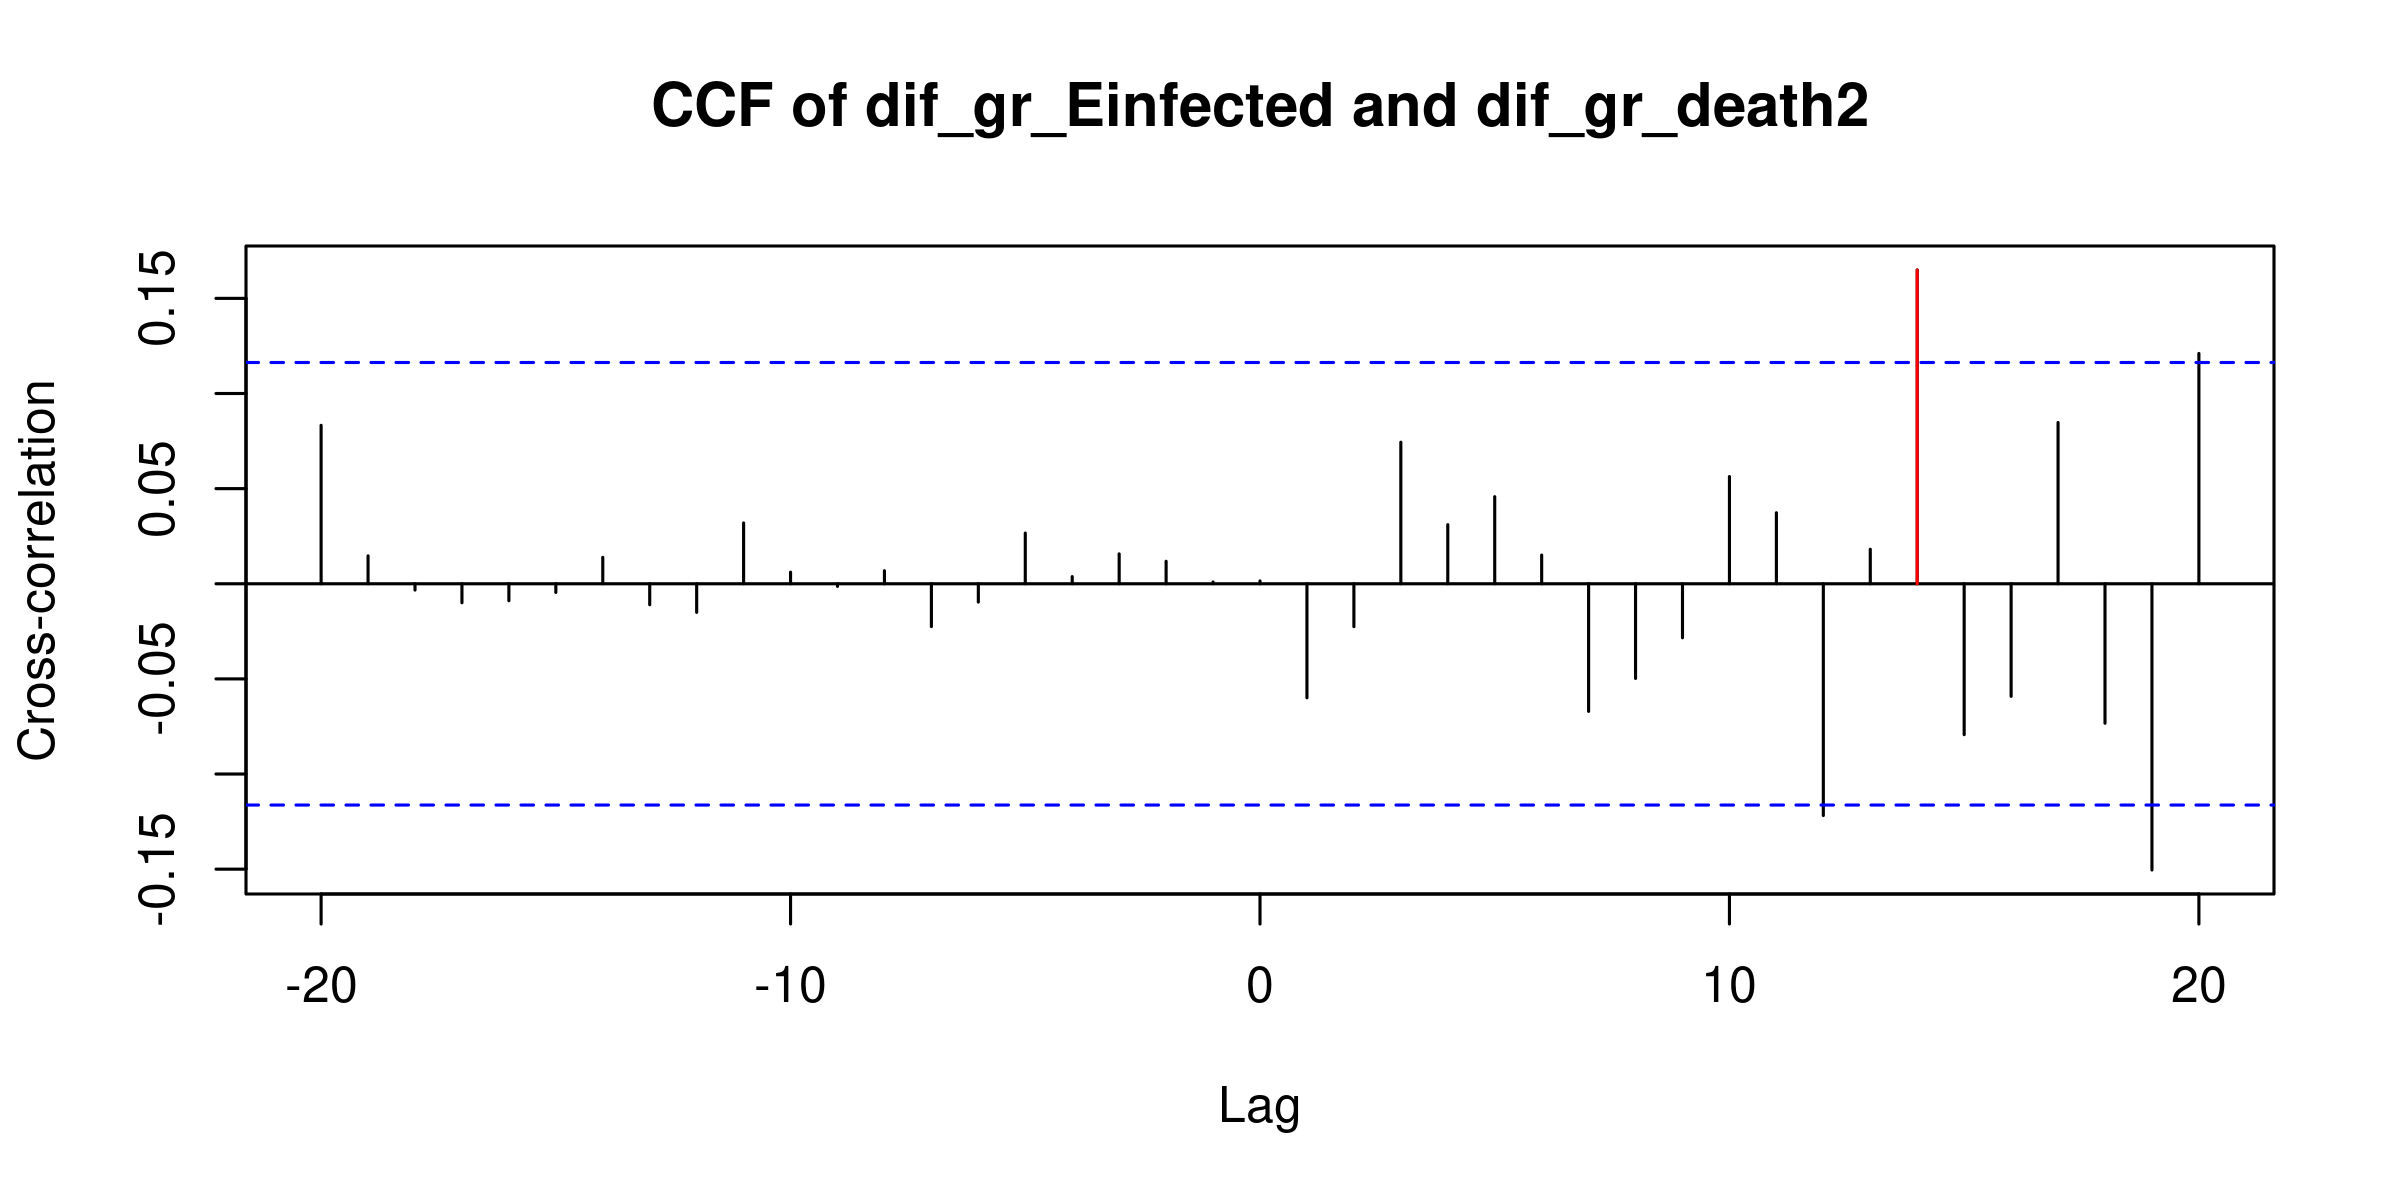 CCF of dif_gr_Einfected and dif_gr_death2
Cross-correlation
0.15
0.05
-0.05
-0.15
-20 -10 0 10 20
Lag